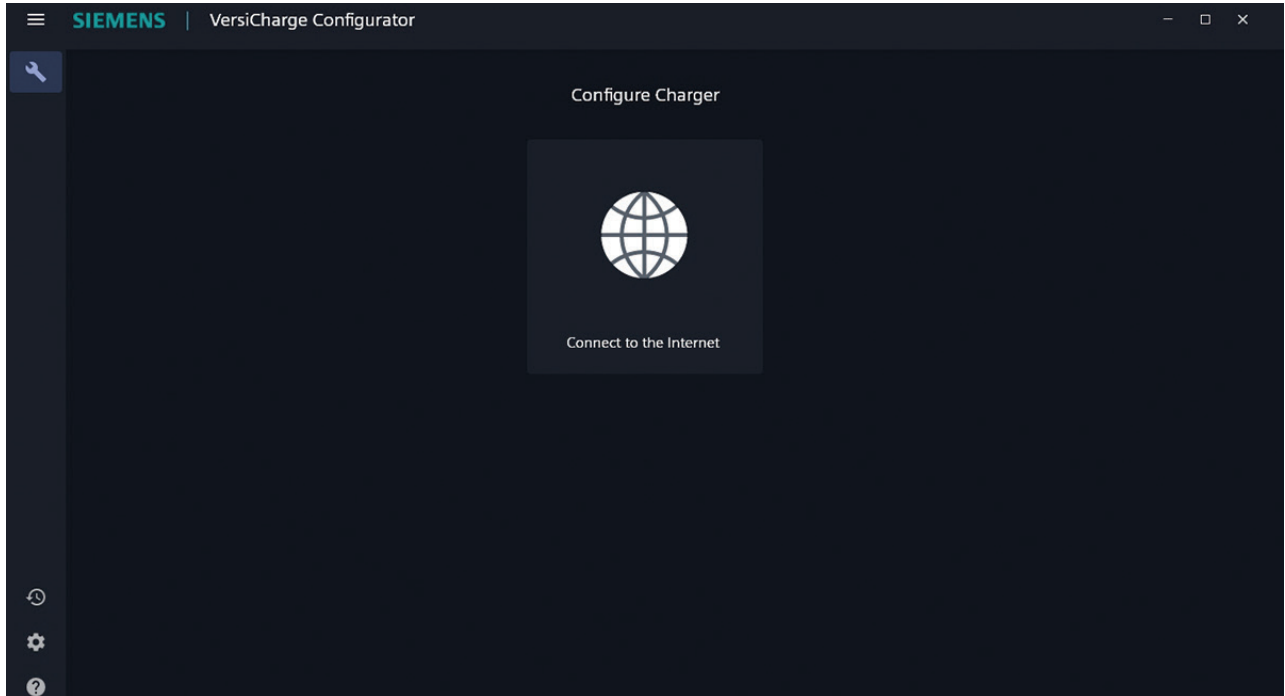 SIEMENS | VersiCharge Configurator
Configure Charger
Connect to the Internet